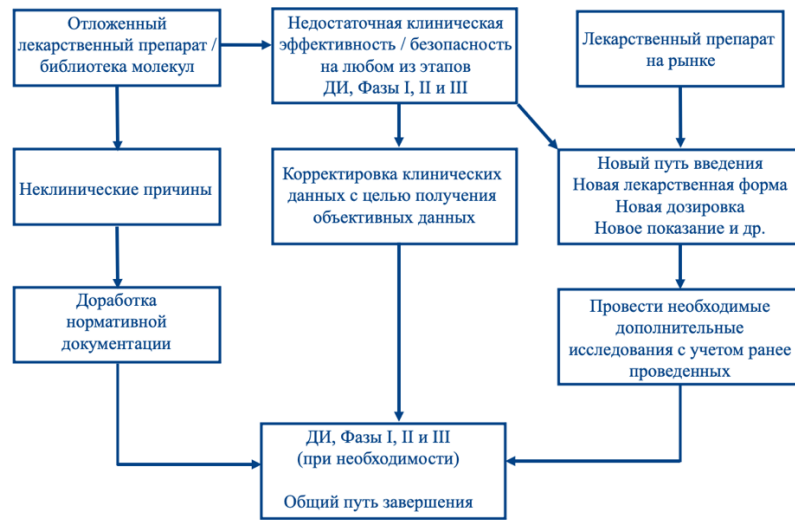 Отложенный
лекарственный препарат /
библиотека молекул
Недостаточная клиническая
эффективность / безопасность
на любом из этапов
ДИ, Фазы I, II и III
Лекарственный препарат
на рынке
Неклинические причины
Корректировка клинических
данных с целью получения
объективных данных
Новый путь введения
Новая лекарственная форма
Новая дозировка
Новое показание и др.
Доработка
нормативной
документации
Провести необходимые
дополнительные
исследования с учетом ранее
проведенных
ДИ, Фазы I, II и III
(при необходимости)
Общий путь завершения